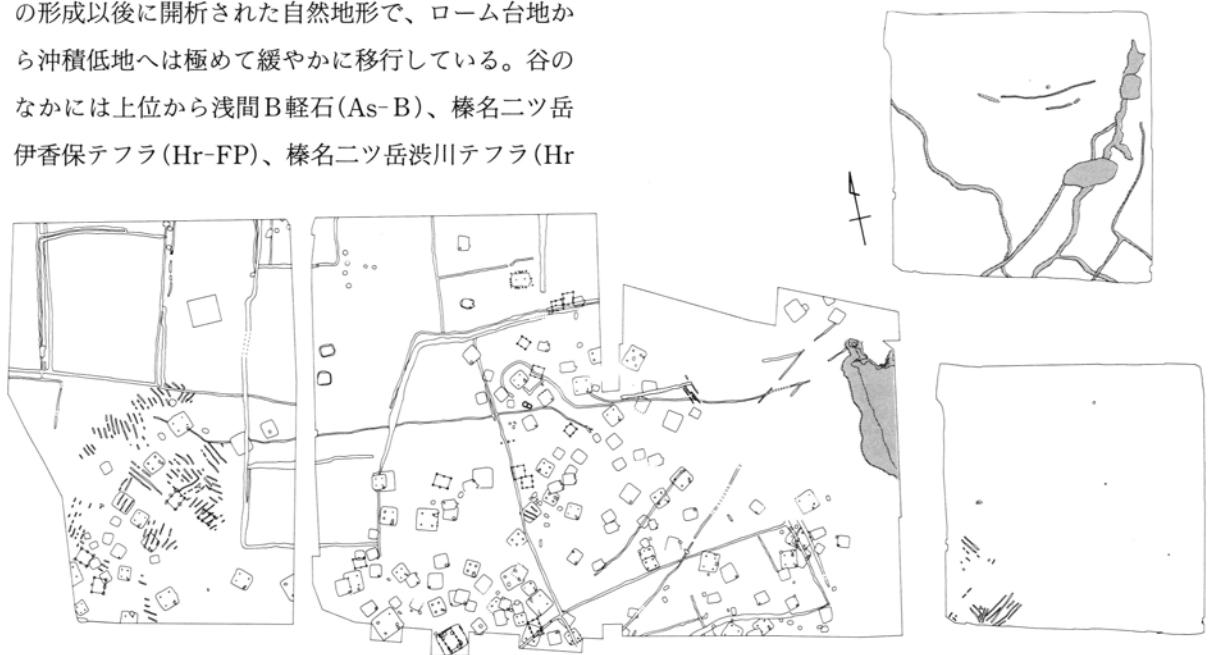 の形成以後に開析された自然地形で、ローム台地か
ら沖積低地へは極めて緩やかに移行している。谷の
なかには上位から浅間B軽石(As-B)、榛名二ツ岳
伊香保テフラ(Hr-FP)、榛名二ツ岳渋川テフラ(Hr